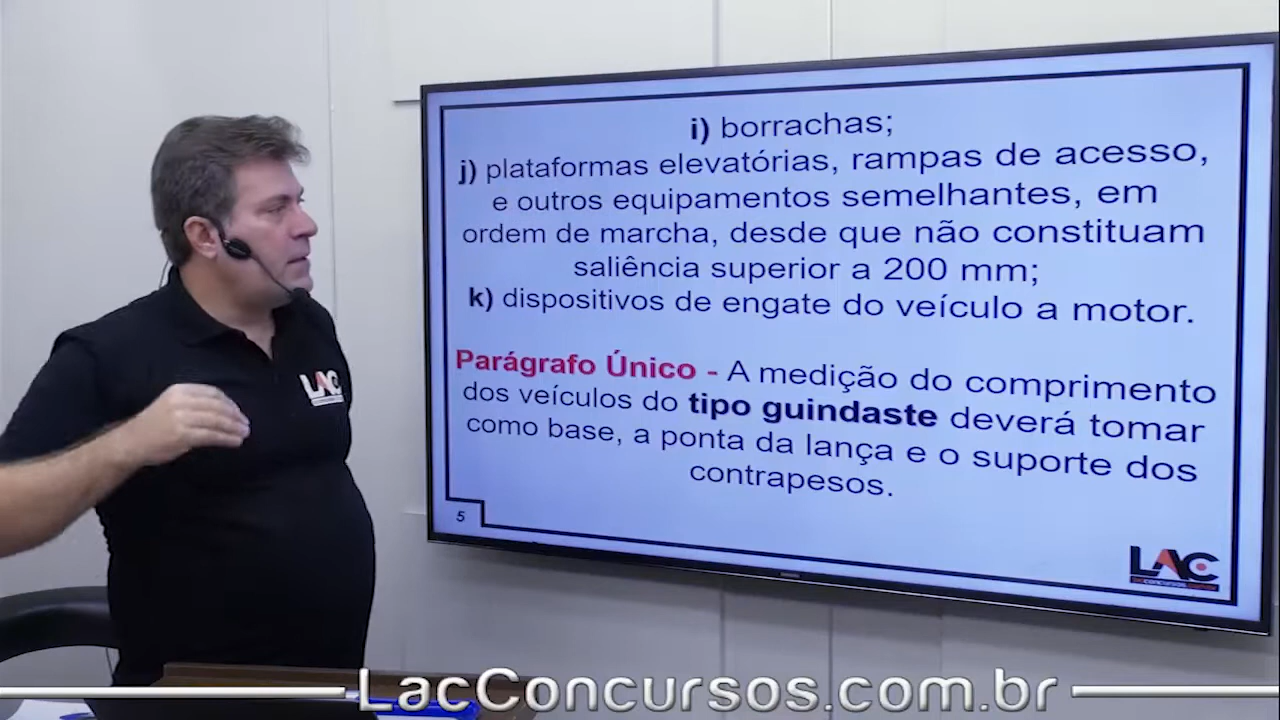 i) borrachas;
j) plataformas elevatórias, rampas de acesso,
e outros equipamentos semelhantes, em
ordem de marcha, desde que não constituam
saliência superior a 200 mm;
k) dispositivos de engate do veículo a motor.
Parágrafo Único - A medição do comprimento
dos veículos do tipo guindaste deverá tomar
como base, a ponta da lança e o suporte dos
contrapesos.
5
LAC
LAC
LacConcursos.com.br